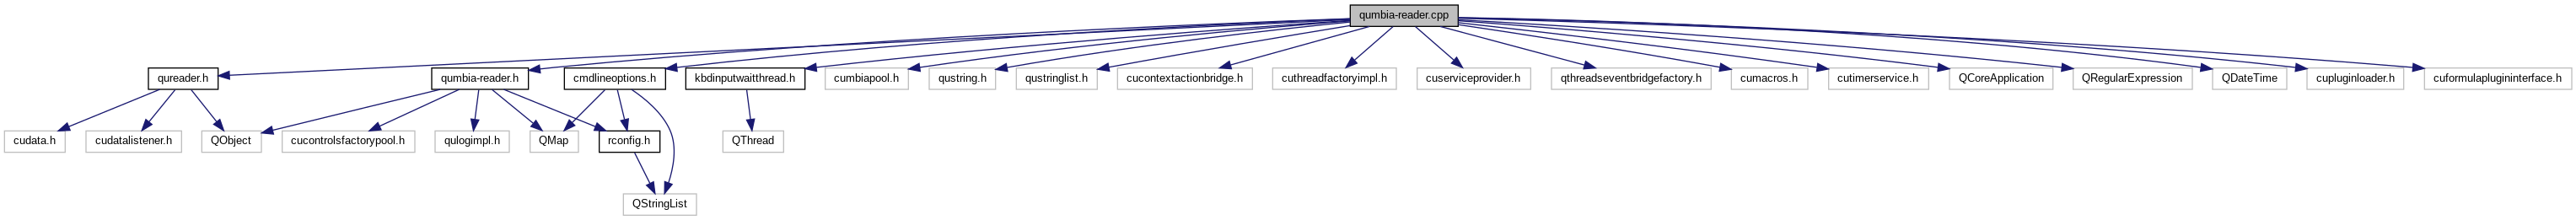 qumbia-reader.cpp
qureader.h
qumbia-reader.h
cmdlineoptions.h
kbdinputwaitthread.h
cumbiapool.h
qustring.h
qustringlist.h
cucontextactionbridge.h
cuthreadfactoryimpl.h
cuserviceprovider.h
qthreadseventbridgefactory.h
cumacros.h
cutimerservice.h
QCoreApplication
QRegularExpression
QDateTime
cupluginloader.h
cuformulaplugininterface.h
cudata.h
cudatalistener.h
QObject
cucontrolsfactorypool.h
qulogimpl.h
QMap
rconfig.h
QThread
QStringList